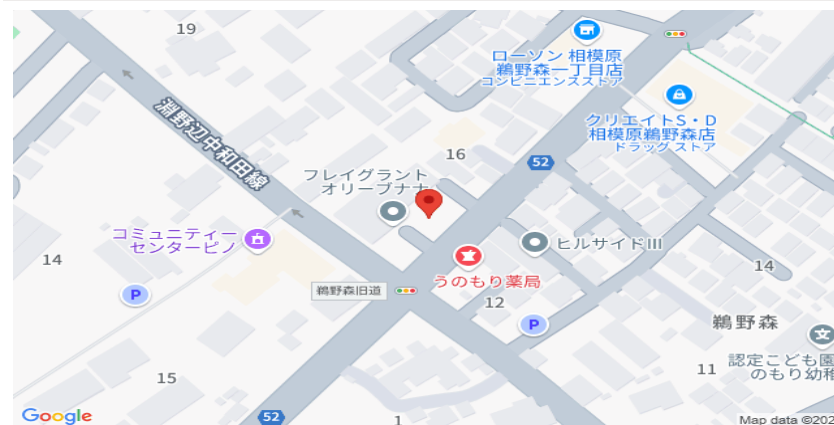 19
ローソン 相模原
鵜野森一丁目店
コンビニエンスストア
クリエイトS・D
相模原鵜野森店
ドラッグ ストア
淵野辺中和田線
16
52
フレイグラント
オリーブナナ
コミュニティー
センターピノ
ヒルサイドIII
14
うのもり薬局
14
P
鵜野森旧道
12
P
鵜野森
認定こども園
のもり幼稚
11
15
52
1
Google
Map data ©202